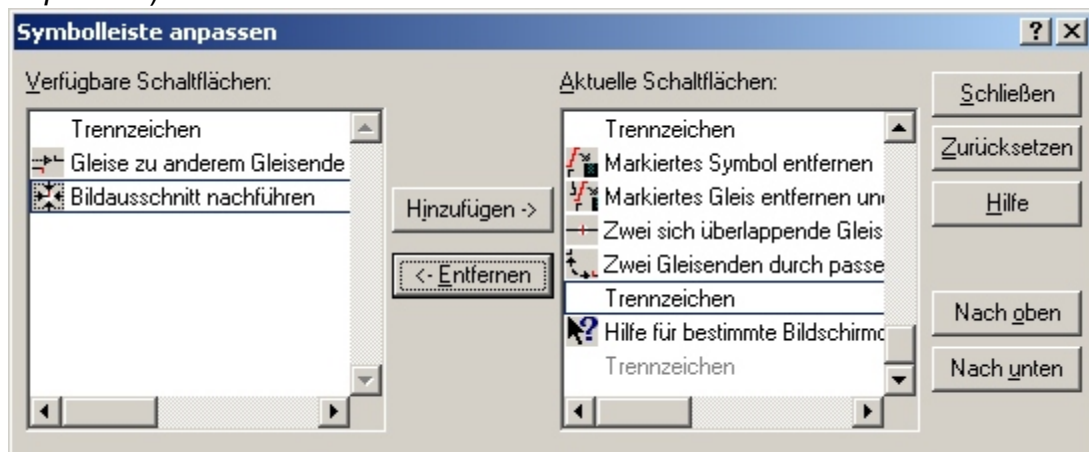 Symbolleiste anpassen
Verfügbare Schaltflächen:
Trennzeichen
Gleise zu anderem Gleisende
Bildausschnitt nachführen
Hinzufügen ->
<- Entfernen
Aktuelle Schaltflächen:
Trennzeichen
Markiertes Symbol entfernen
Markiertes Gleis entfernen und
Zwei sich überlappende Gleis
Zwei Gleisenden durch passe
Trennzeichen
Hilfe für bestimmte Bildschirm
Trennzeichen
Schließen
Zurücksetzen
Hilfe
Nach oben
Nach unten